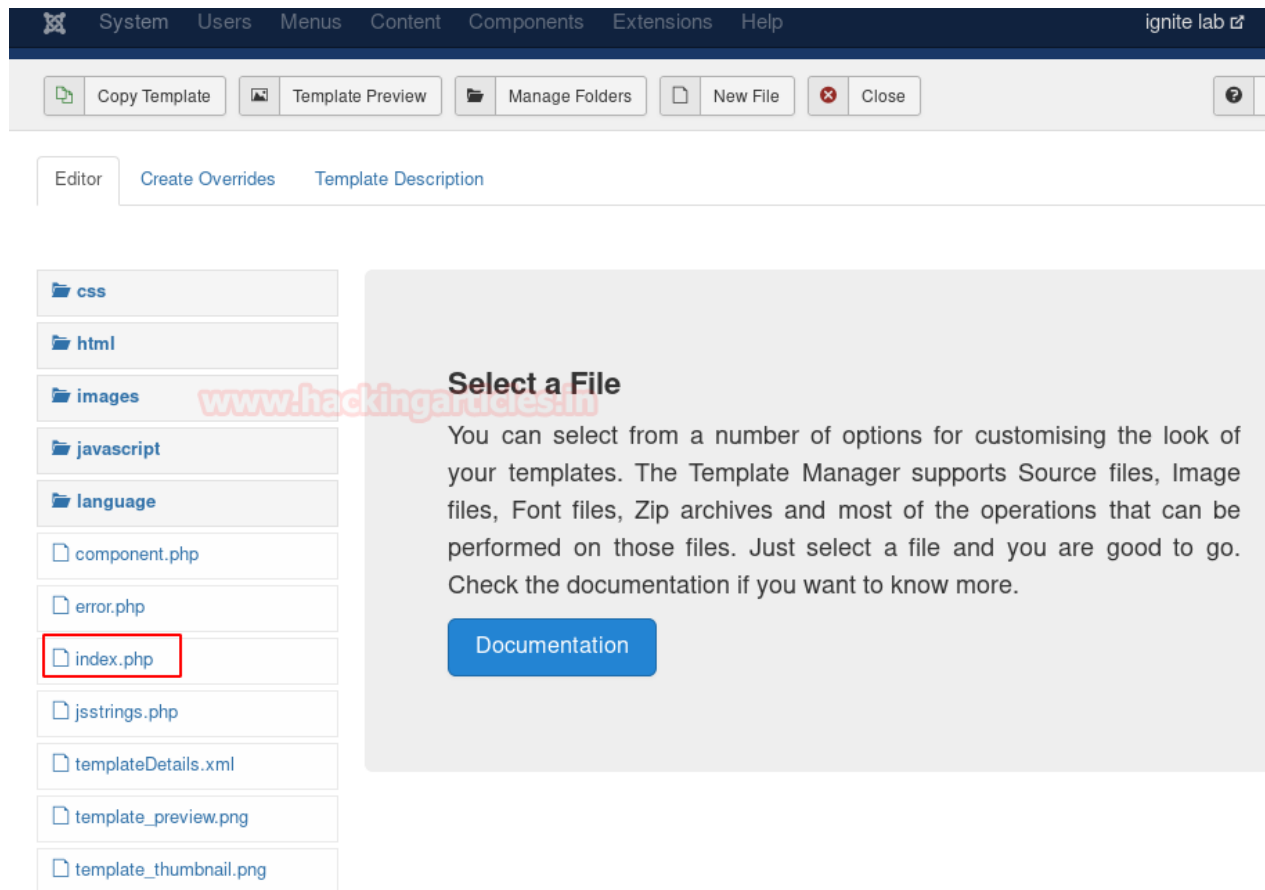 System Users Menus Content Components Extensions Help ignite lab
Copy Template Template Preview Manage Folders New File Close
Editor Create Overrides Template Description
css
html
images
javascript
language
component.php
error.php
index.php
jsstrings.php
templateDetails.xml
template_preview.png
template_thumbnail.png
www.hackingarticles.in
Select a File
You can select from a number of options for customising the look of
your templates. The Template Manager supports Source files, Image
files, Font files, Zip archives and most of the operations that can be
performed on those files. Just select a file and you are good to go.
Check the documentation if you want to know more.
Documentation